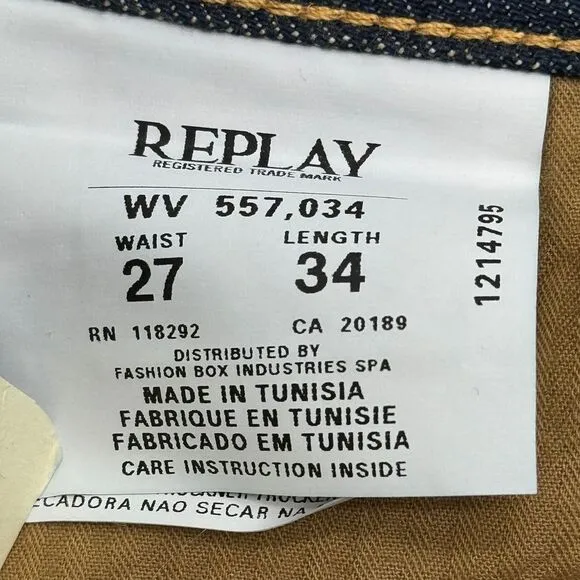 REPLAY
REGISTERED TRADE MARK
WV 557,034
WAIST LENGTH
27 34
RN 118292 CA 20189
DISTRIBUTED BY
FASHION BOX INDUSTRIES SPA
MADE IN TUNISIA
FABRIQUE EN TUNISIE
FABRICADO EM TUNISIA
CARE INSTRUCTION INSIDE
1214795
NAO SECAR NA